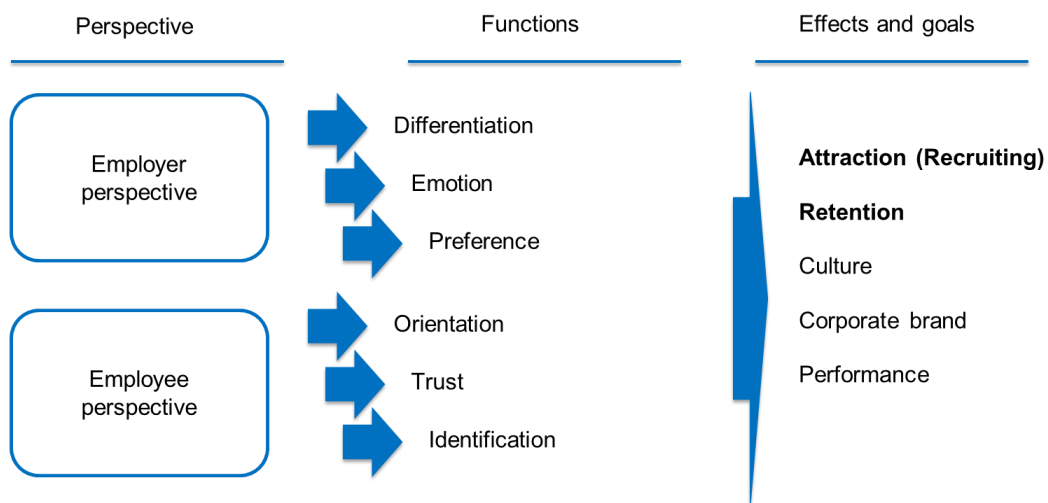 Perspective
Functions
Effects and goals
Employer
perspective
Differentiation
Emotion
Preference
Employee
perspective
Orientation
Trust
Identification
Attraction (Recruiting)
Retention
Culture
Corporate brand
Performance